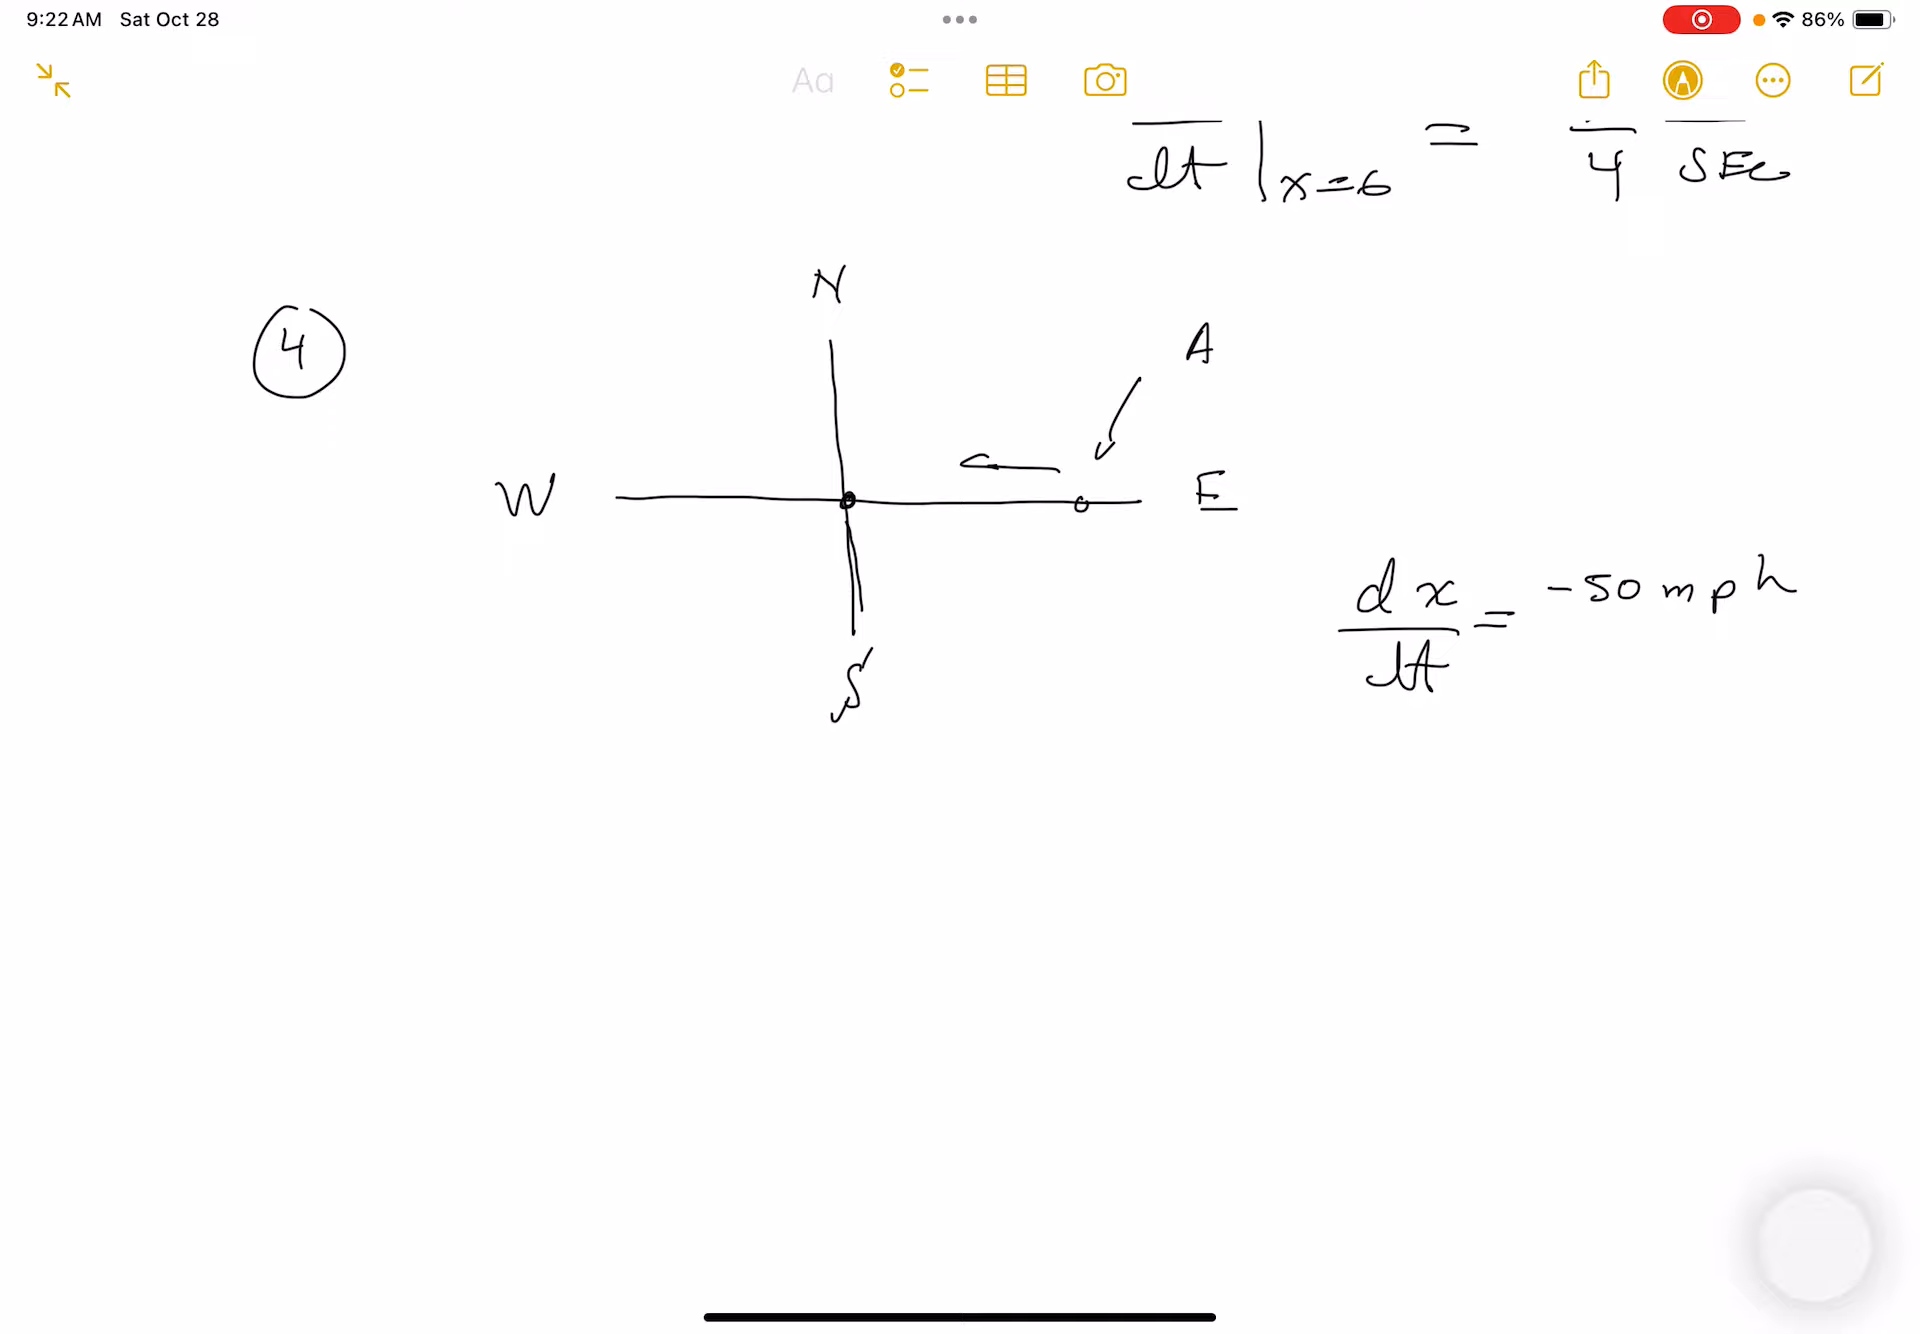 9:22 AM Sat Oct 28
86%
Aa
dt | x=6 = 4 SEC
N
4
A
W
E
dx = -50 mph
dt
S